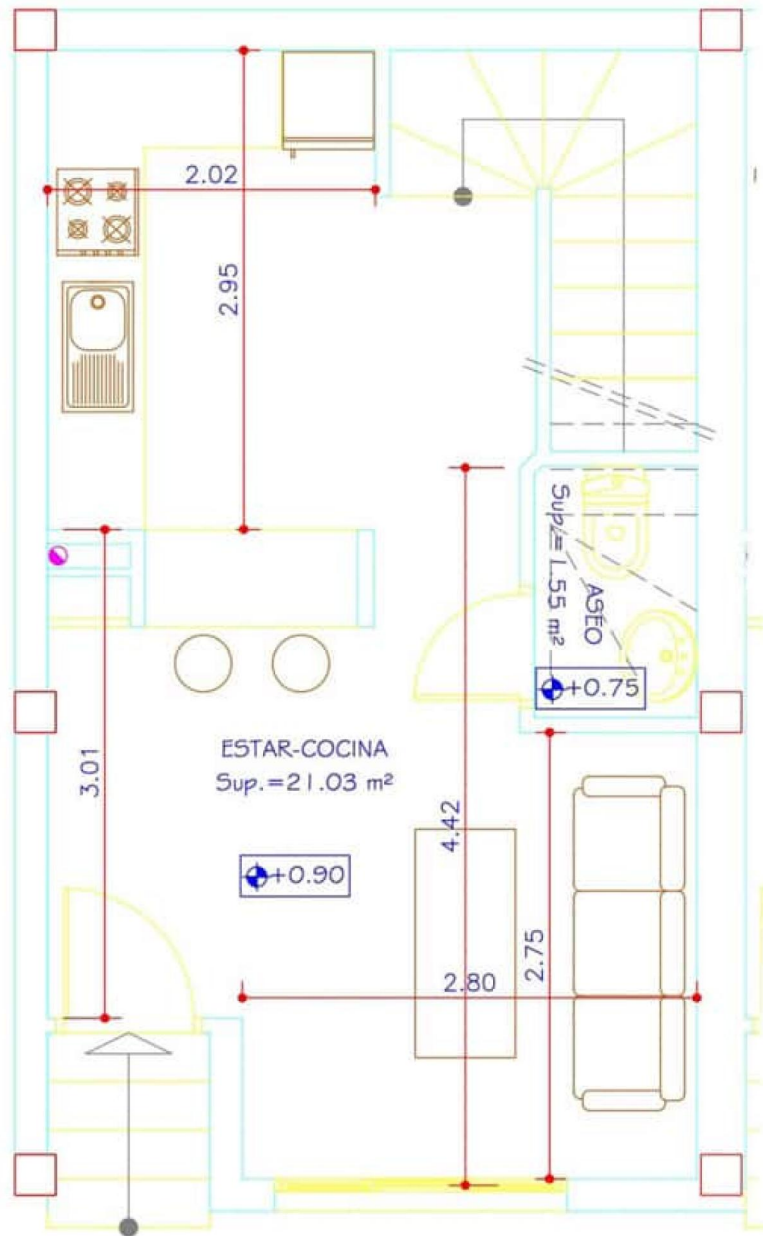 2.02
2.95
Sup.= 1.55 m²
ASEO
+0.75
ESTAR-COCINA
Sup.=21.03 m²
3.01
4.42
+0.90
2.75
2.80